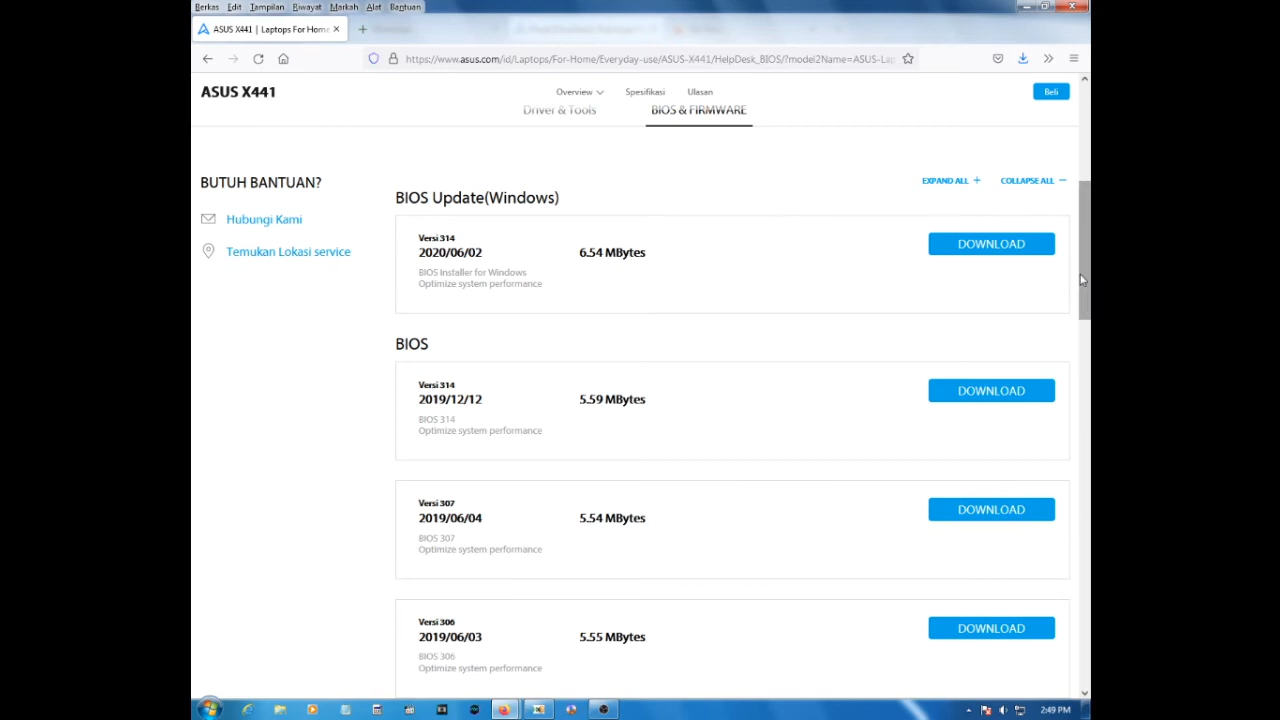 Berkas Edit Tampilan Riwayat Markah Alat Bantuan
ASUS X441 | Laptops For Home
https://www.asus.com/id/Laptops/For-Home/Everyday-use/ASUS-X441/HelpDesk_BIOS/?model2Name=ASUS-La
ASUS X441
Overview Spesifikasi Ulasan
Beli
Driver & Tools BIOS & FIRMWARE
BUTUH BANTUAN?
Hubungi Kami
Temukan Lokasi service
EXPAND ALL + COLLAPSE ALL −
BIOS Update(Windows)
Versi 314
2020/06/02 6.54 MBytes
DOWNLOAD
BIOS Installer for Windows
Optimize system performance
BIOS
Versi 314
2019/12/12 5.59 MBytes
DOWNLOAD
BIOS 314
Optimize system performance
Versi 307
2019/06/04 5.54 MBytes
DOWNLOAD
BIOS 307
Optimize system performance
Versi 306
2019/06/03 5.55 MBytes
DOWNLOAD
BIOS 306
Optimize system performance
2:49 PM